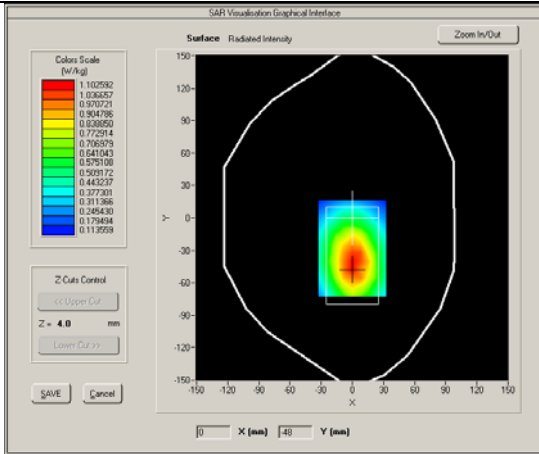 SAR Visualisation Graphical Interface
Surface Radiated Intensity
Zoom In/Out
Colors Scale
(W/kg)
1.102592
1.036657
0.970721
0.904786
0.838850
0.772914
0.706979
0.641043
0.575108
0.509172
0.443237
0.377301
0.311366
0.245430
0.179494
0.113559
Z-Cuts Control
<< Upper Cut
Z = 4.0 mm
Lower Cut >>
SAVE Cancel
Y
150
120
90
60
30
0
-30
-60
-90
-120
-150
-150 -120 -90 -60 -30 0 30 60 90 120 150
X
0 X (mm) -48 Y (mm)